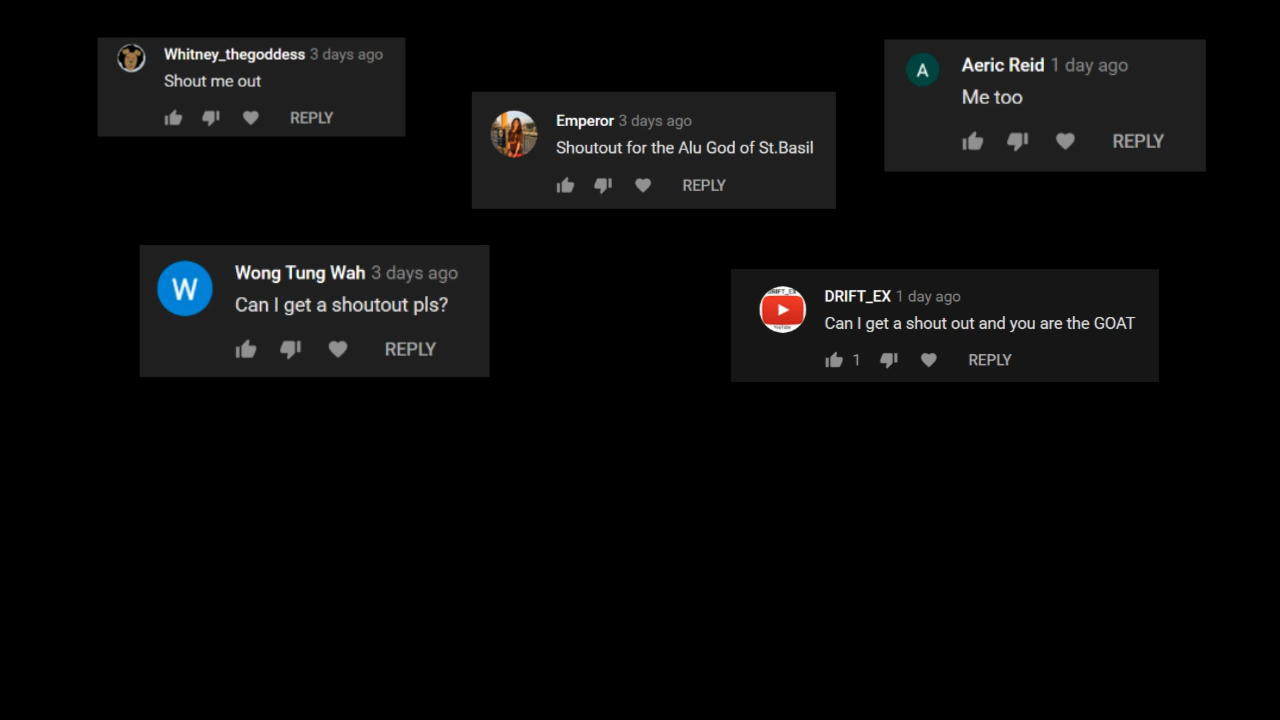 Whitney_thegoddess 3 days ago
Shout me out
REPLY
Emperor 3 days ago
Shoutout for the Alu God of St.Basil
REPLY
A
Aeric Reid 1 day ago
Me too
REPLY
W
Wong Tung Wah 3 days ago
Can I get a shoutout pls?
REPLY
DRIFT_EX
DRIFT_EX 1 day ago
Can I get a shout out and you are the GOAT
1 REPLY